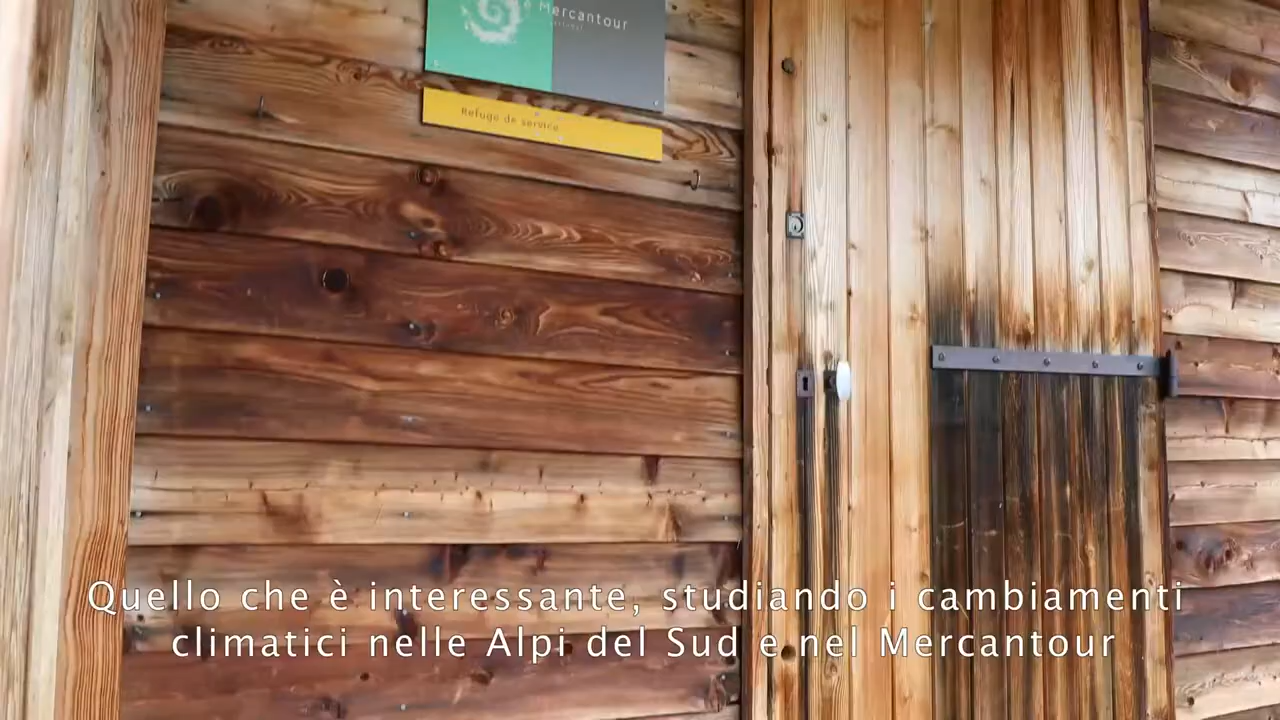 Mercantour
Refuge de service
Quello che è interessante, studiando i cambiamenti
climatici nelle Alpi del Sud e nel Mercantour